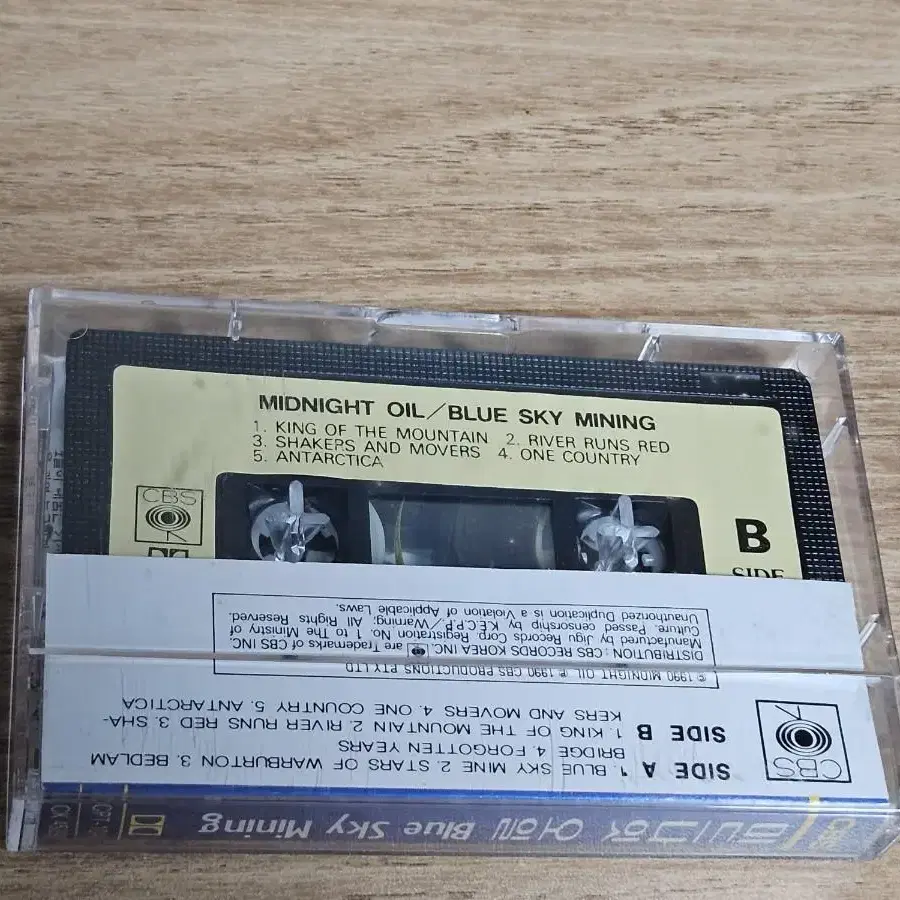 MIDNIGHT OIL/BLUE SKY MINING
1. KING OF THE MOUNTAIN 2. RIVER RUNS RED
3. SHAKEPS AND MOVERS 4. ONE COUNTRY
5. ANTARCTICA
CBS
B
SIDE
CBS
오일 Blue Sky Mining
CBS
SIDE A 1. BLUE SKY MINE 2. STARS OF WARBURTON 3. BEDLAM
BRIDGE 4. FORGOTTEN YEARS
SIDE B 1. KING OF THE MOUNTAIN 2. RIVER RUNS RED 3. SHA-
KERS AND MOVERS 4. ONE COUNTRY 5. ANTARCTICA
© 1990 MIDNIGHT OIL ℗ 1990 CBS PRODUCTIONS PTY LTD
DISTRIBUTION: CBS RECORDS KOREA INC. are Trademarks of CBS INC.
Manufactured by Jigu Records Corp. Registration No. 1 to The Ministry of
Culture. Passed censorship by K.E.C.P.P./Warning; All Rights Reserved.
Unauthorized Duplication is a Violation of Applicable Laws.